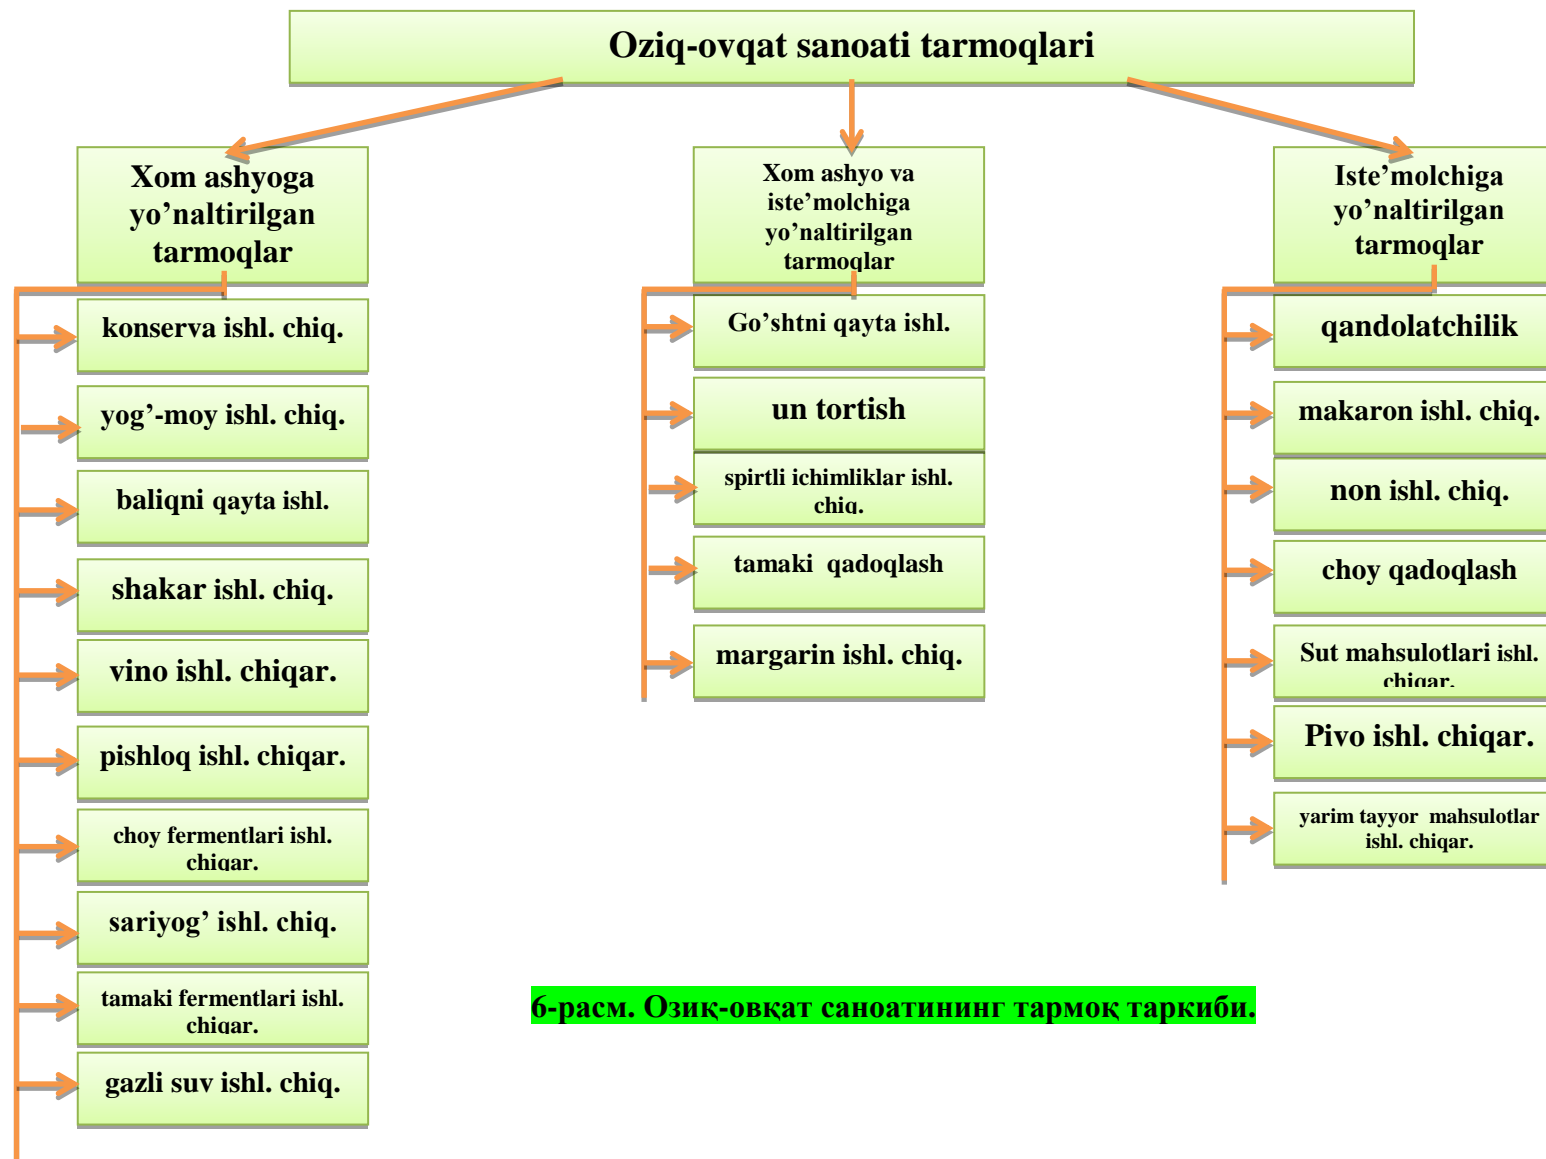 Oziq-ovqat sanoati tarmoqlari
Xom ashyoga
yo’naltirilgan
tarmoqlar
konserva ishl. chiq.
yog’-moy ishl. chiq.
baliqni qayta ishl.
shakar ishl. chiq.
vino ishl. chiqar.
pishloq ishl. chiqar.
choy fermentlari ishl.
chiqar.
sariyog’ ishl. chiq.
tamaki fermentlari ishl.
chiqar.
gazli suv ishl. chiq.
Xom ashyo va
iste’molchiga
yo’naltirilgan
tarmoqlar
Go’shtni qayta ishl.
un tortish
spirtli ichimliklar ishl.
chiq.
tamaki qadoqlash
margarin ishl. chiq.
Iste’molchiga
yo’naltirilgan
tarmoqlar
qandolatchilik
makaron ishl. chiq.
non ishl. chiq.
choy qadoqlash
Sut mahsulotlari ishl.
chiqar.
Pivo ishl. chiqar.
yarim tayyor mahsulotlar
ishl. chiqar.
6-расм. Озиқ-овқат саноатининг тармоқ таркиби.